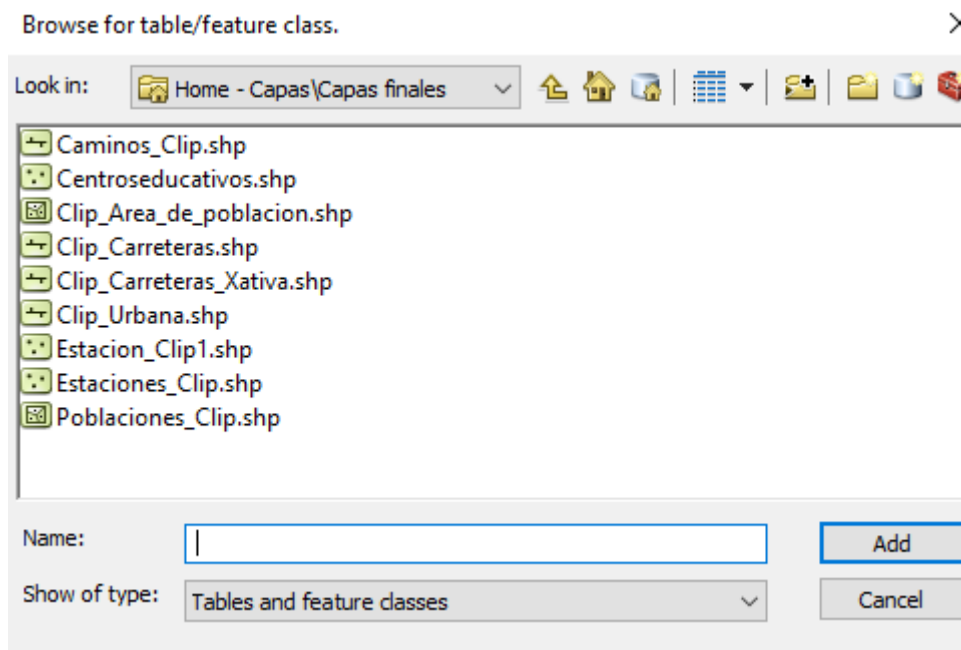 Browse for table/feature class.
Look in: Home - Capas\Capas finales
Caminos_Clip.shp
Centroseducativos.shp
Clip_Area_de_poblacion.shp
Clip_Carreteras.shp
Clip_Carreteras_Xativa.shp
Clip_Urbana.shp
Estacion_Clip1.shp
Estaciones_Clip.shp
Poblaciones_Clip.shp
Name: Add
Show of type: Tables and feature classes Cancel